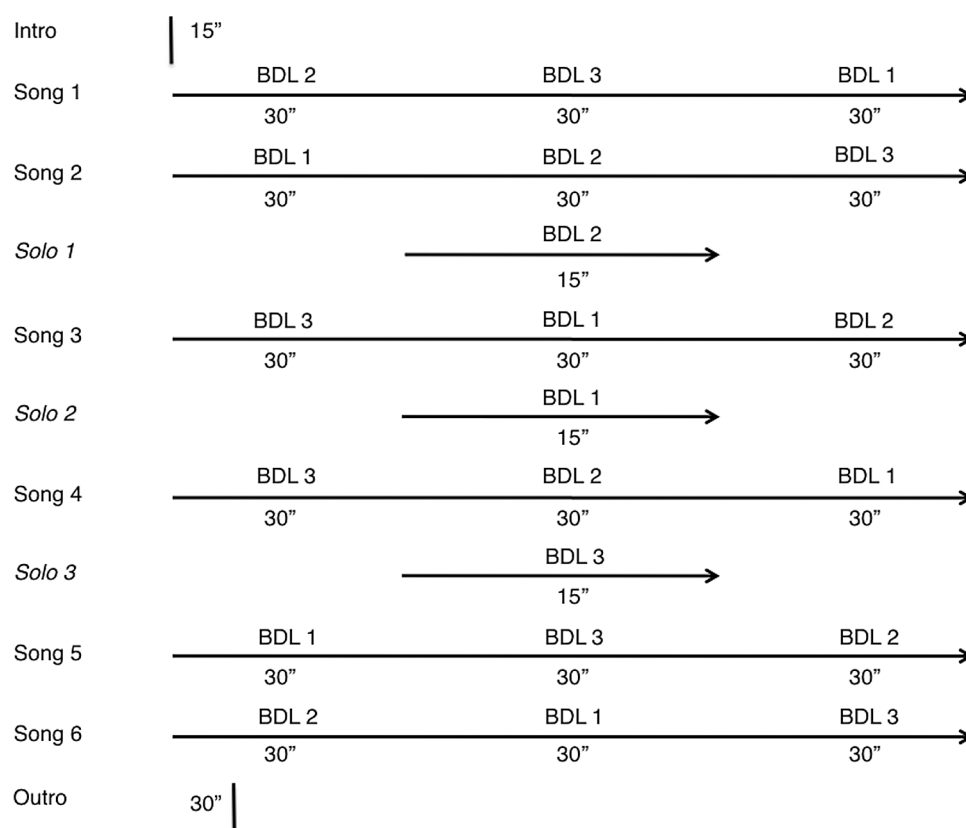 Intro 15”
BDL 2 BDL 3 BDL 1
Song 1
30” 30” 30”
BDL 1 BDL 2 BDL 3
Song 2
30” 30” 30”
BDL 2
Solo 1
15”
BDL 3 BDL 1 BDL 2
Song 3
30” 30” 30”
BDL 1
Solo 2
15”
BDL 3 BDL 2 BDL 1
Song 4
30” 30” 30”
BDL 3
Solo 3
15”
BDL 1 BDL 3 BDL 2
Song 5
30” 30” 30”
BDL 2 BDL 1 BDL 3
Song 6
30” 30” 30”
Outro 30”